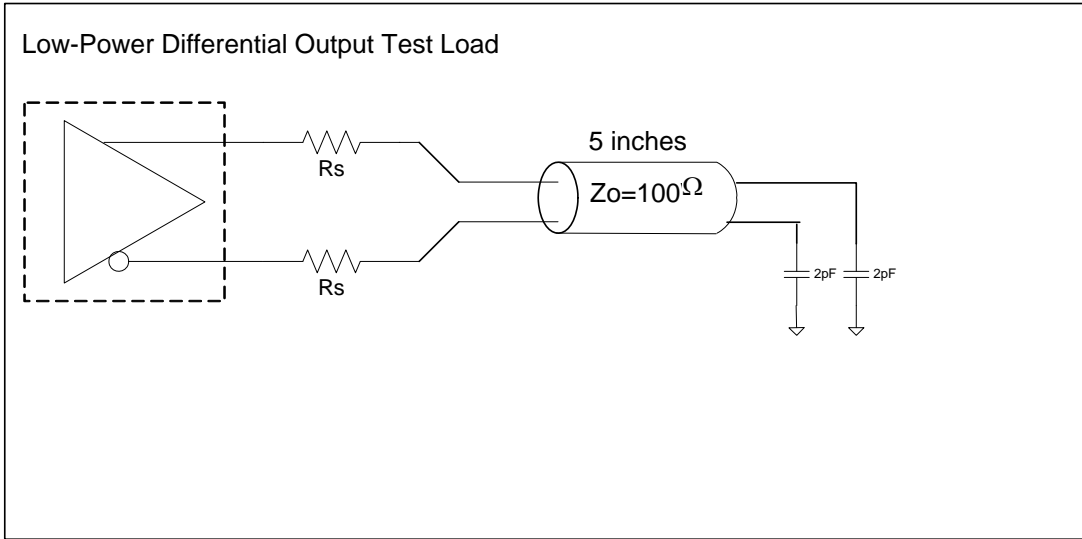 Low-Power Differential Output Test Load
Rs
5 inches
Zo=100Ω
Rs
2pF
2pF